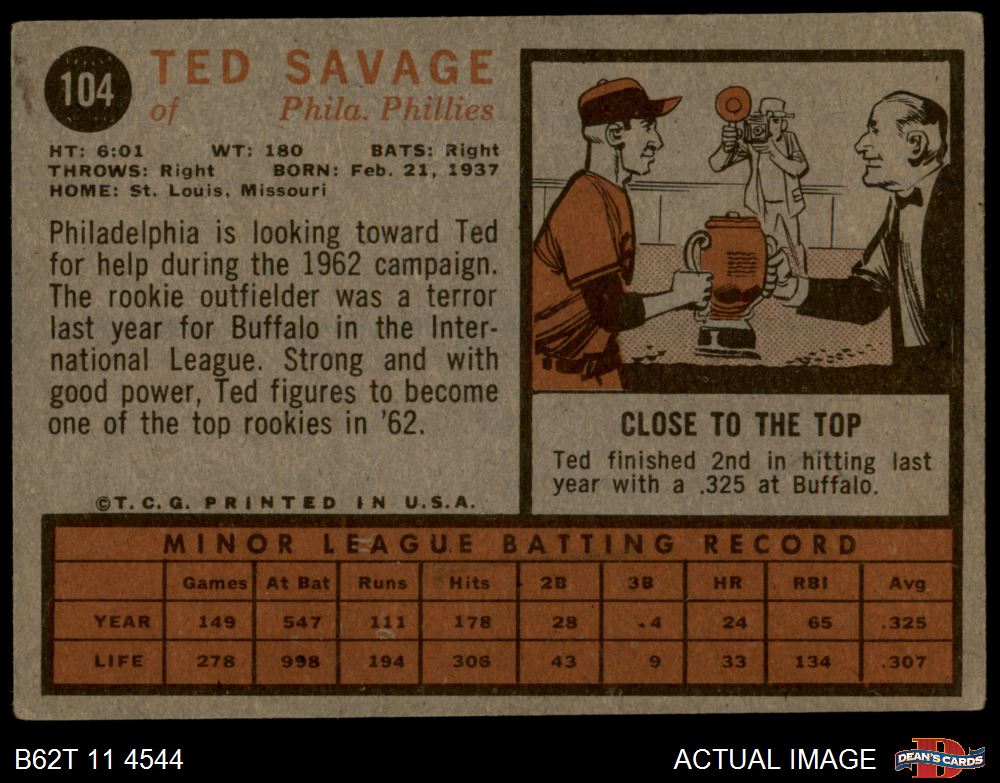 104
TED SAVAGE
of Phila. Phillies
HT: 6:01 WT: 180 BATS: Right
THROWS: Right BORN: Feb. 21, 1937
HOME: St. Louis, Missouri
Philadelphia is looking toward Ted
for help during the 1962 campaign.
The rookie outfielder was a terror
last year for Buffalo in the Inter-
national League. Strong and with
good power, Ted figures to become
one of the top rookies in '62.
©T.C.G. PRINTED IN U.S.A.
CLOSE TO THE TOP
Ted finished 2nd in hitting last
year with a .325 at Buffalo.
MINOR LEAGUE BATTING RECORD
Games At Bat Runs Hits 2B 3B HR RBI Avg
YEAR 149 547 111 178 28 4 24 65 .325
LIFE 278 998 194 306 43 9 33 134 .307
B62T 11 4544
ACTUAL IMAGE
DEAN'S CARDS